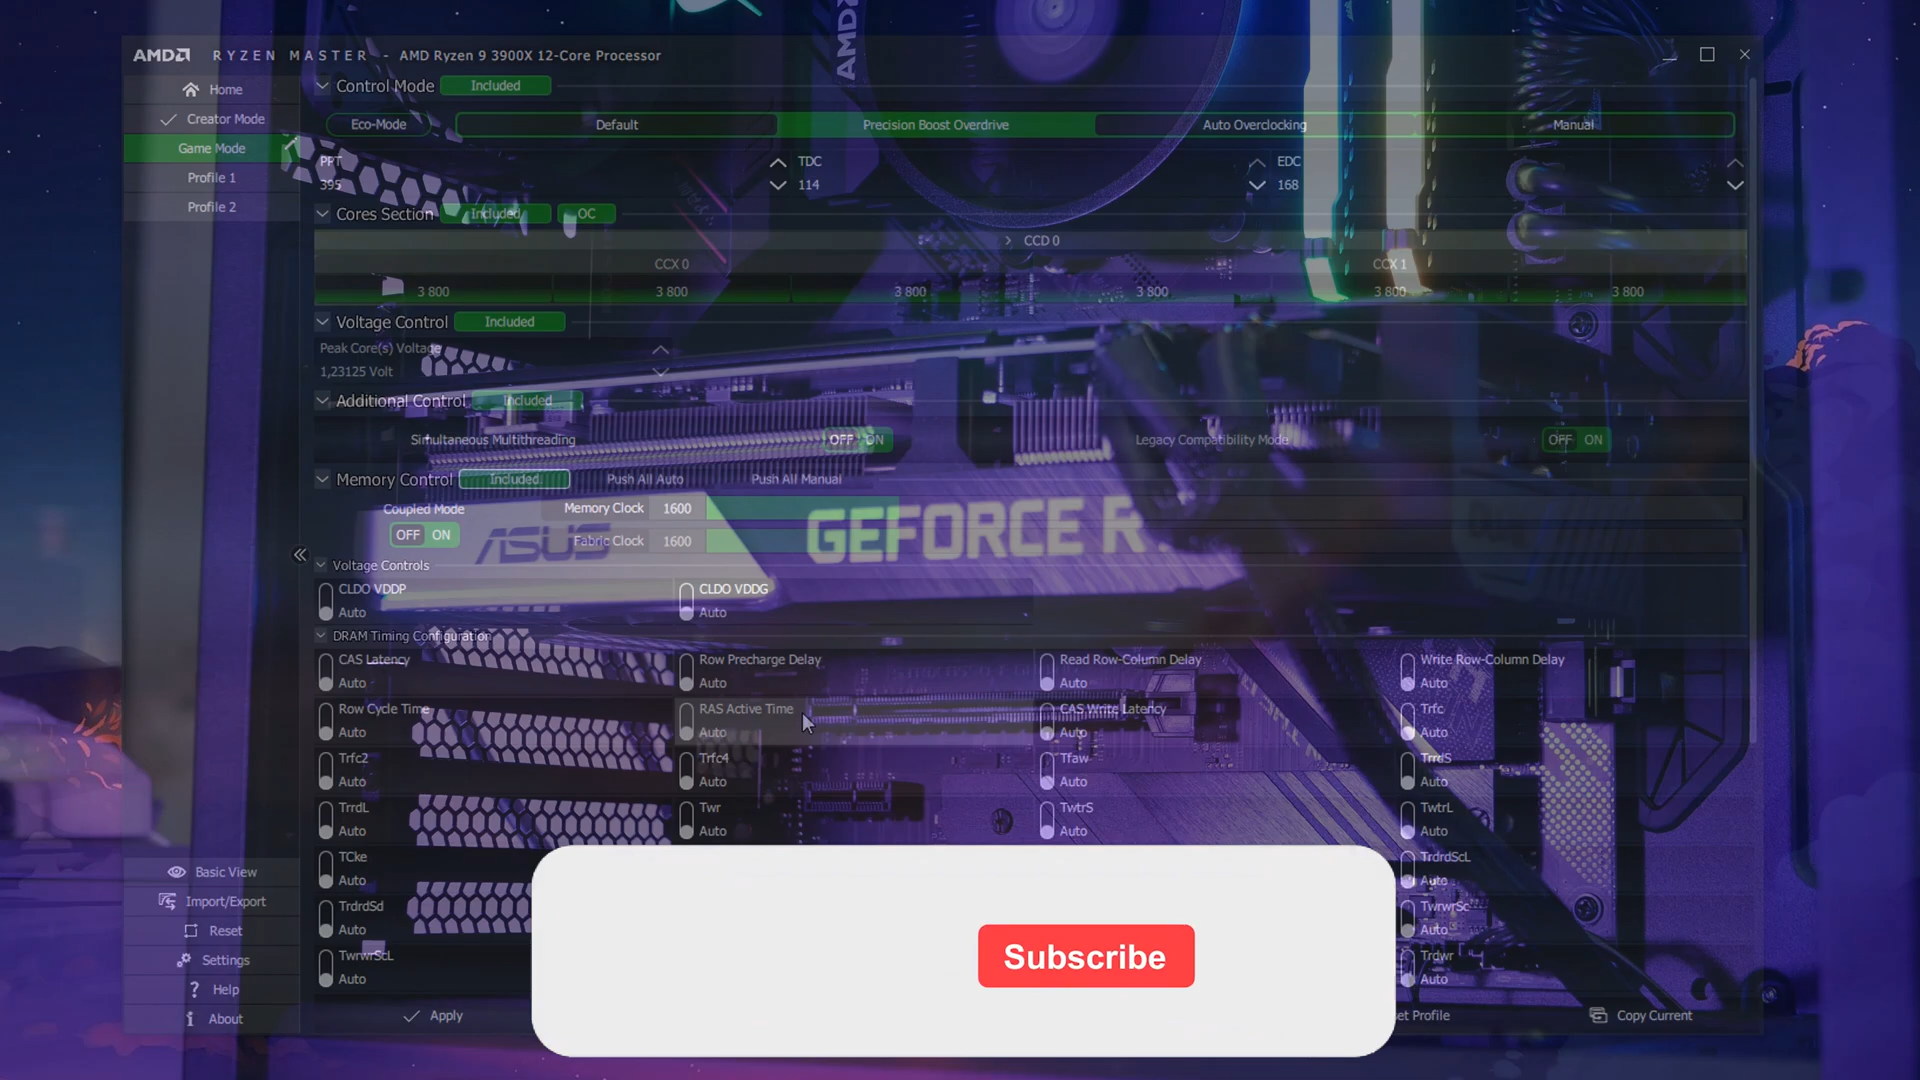 AMD RYZEN MASTER - AMD Ryzen 9 3900X 12-Core Processor
AMD
Home
Creator Mode
Game Mode
Profile 1
Profile 2
Control Mode Included
Eco-Mode Default Precision Boost Overdrive Auto Overclocking Manual
PPT TDC EDC
395 114 168
Cores Section Included OC
CCD 0
CCX 0 CCX 1
3 800 3 800 3 800 3 800 3 800 3 800
Voltage Control Included
Peak Core(s) Voltage
1,23125 Volt
Additional Control Included
Simultaneous Multithreading OFF ON Legacy Compatibility Mode OFF ON
Memory Control Included Push All Auto Push All Manual
Coupled Mode Memory Clock 1600
OFF ON Fabric Clock 1600
ASUS GEFORCE R
Voltage Controls
CLDO VDDP CLDO VDDG
Auto Auto
DRAM Timing Configuration
CAS Latency Row Precharge Delay Read Row-Column Delay Write Row-Column Delay
Auto Auto Auto Auto
Row Cycle Time RAS Active Time CAS Write Latency Trfc
Auto Auto Auto Auto
Trfc2 Trfc4 Tfaw TrrdS
Auto Auto Auto Auto
TrrdL Twr TwtrS TwtrL
Auto Auto Auto Auto
TCke TrdrdScL
Auto Auto
TrdrdSd TwrwrSc
Auto Auto
TwrwrScL Trdwr
Auto Auto
Basic View
Import/Export
Reset
Settings
Help
About
Apply Profile Copy Current
Subscribe